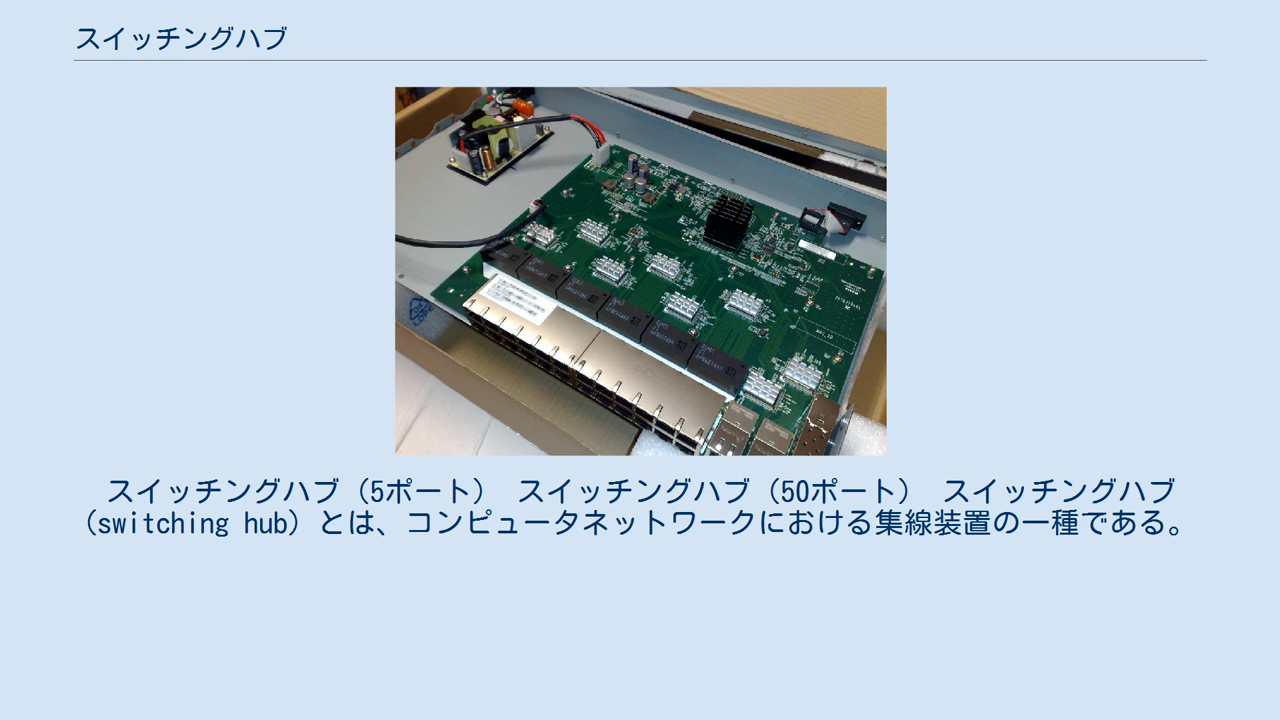 スイッチングハブ
スイッチングハブ（5ポート） スイッチングハブ（50ポート） スイッチングハブ
（switching hub）とは、コンピュータネットワークにおける集線装置の一種である。